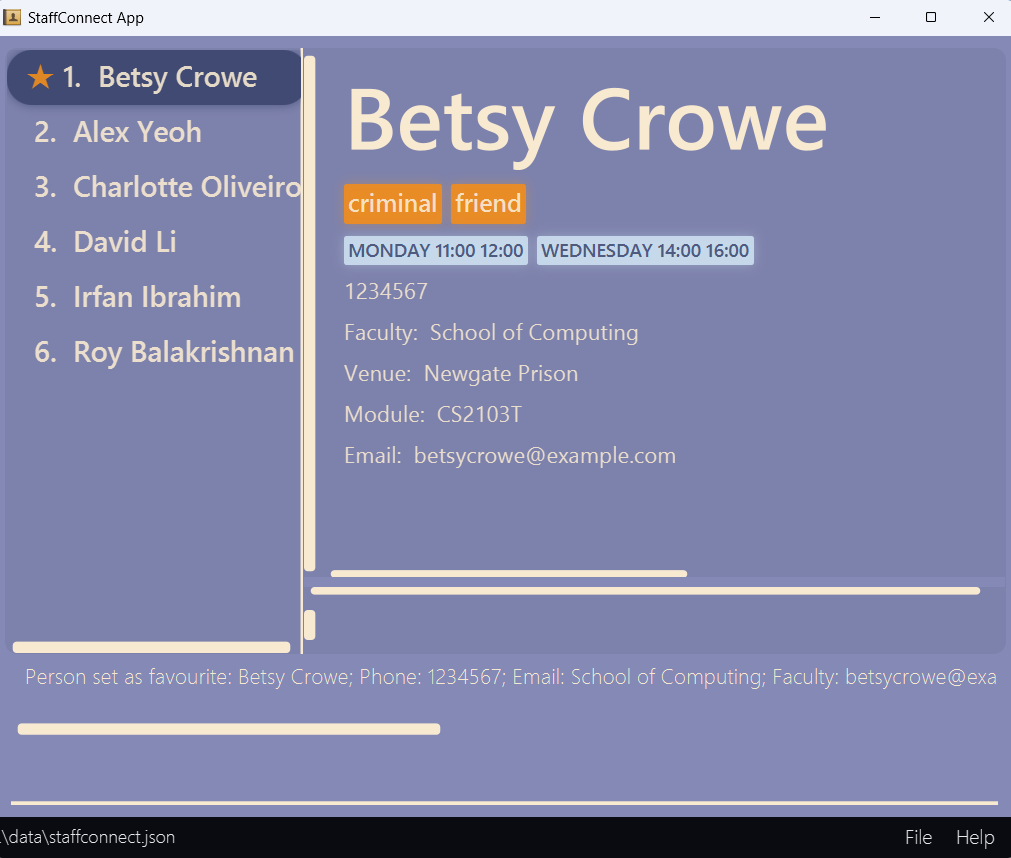 StaffConnect App
★ 1. Betsy Crowe
2. Alex Yeoh
3. Charlotte Oliveiro
4. David Li
5. Irfan Ibrahim
6. Roy Balakrishnan
Betsy Crowe
criminal friend
MONDAY 11:00 12:00 WEDNESDAY 14:00 16:00
1234567
Faculty: School of Computing
Venue: Newgate Prison
Module: CS2103T
Email: betsycrowe@example.com
Person set as favourite: Betsy Crowe; Phone: 1234567; Email: School of Computing; Faculty: betsycrowe@exa
.\data\staffconnect.json
File Help